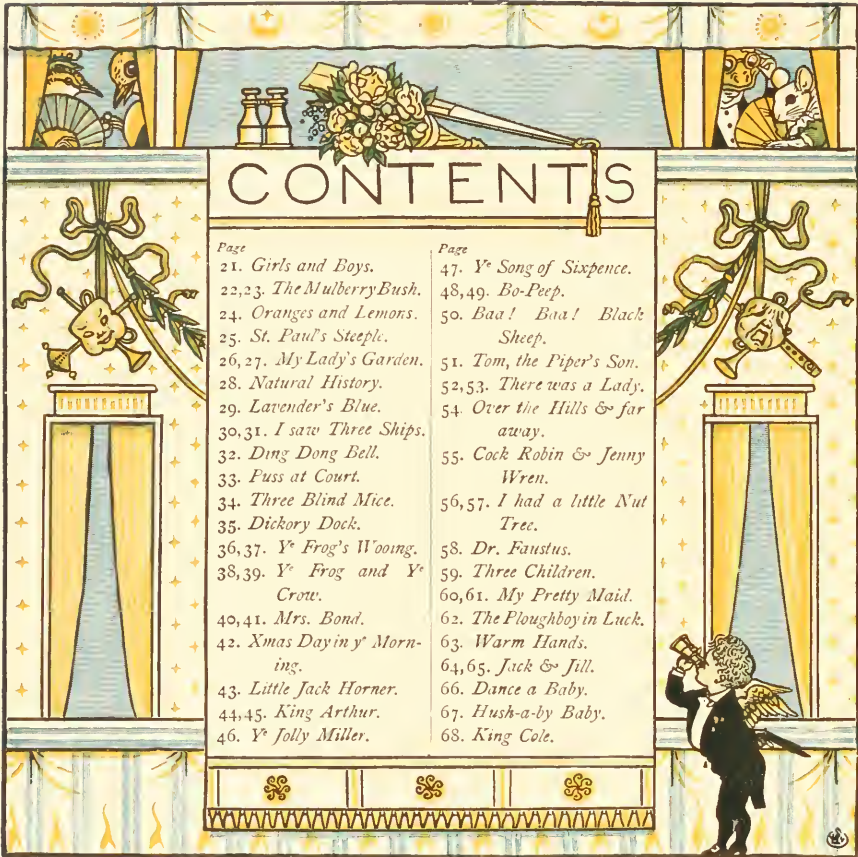 CONTENTS
Page
21. Girls and Boys.
22,23. The Mulberry Bush.
24. Oranges and Lemons.
25. St. Paul's Steeple.
26,27. My Lady's Garden.
28. Natural History.
29. Lavender's Blue.
30,31. I saw Three Ships.
32. Ding Dong Bell.
33. Puss at Court.
34. Three Blind Mice.
35. Dickory Dock.
36,37. Yᵉ Frog's Wooing.
38,39. Yᵉ Frog and Yᵉ
Crow.
40,41. Mrs. Bond.
42. Xmas Day in yᵉ Morn-
ing.
43. Little Jack Horner.
44,45. King Arthur.
46. Yᵉ Jolly Miller.
Page
47. Yᵉ Song of Sixpence.
48,49. Bo-Peep.
50. Baa! Baa! Black
Sheep.
51. Tom, the Piper's Son.
52,53. There was a Lady.
54. Over the Hills & far
away.
55. Cock Robin & Jenny
Wren.
56,57. I had a little Nut
Tree.
58. Dr. Faustus.
59. Three Children.
60,61. My Pretty Maid.
62. The Ploughboy in Luck.
63. Warm Hands.
64,65. Jack & Jill.
66. Dance a Baby.
67. Hush-a-by Baby.
68. King Cole.